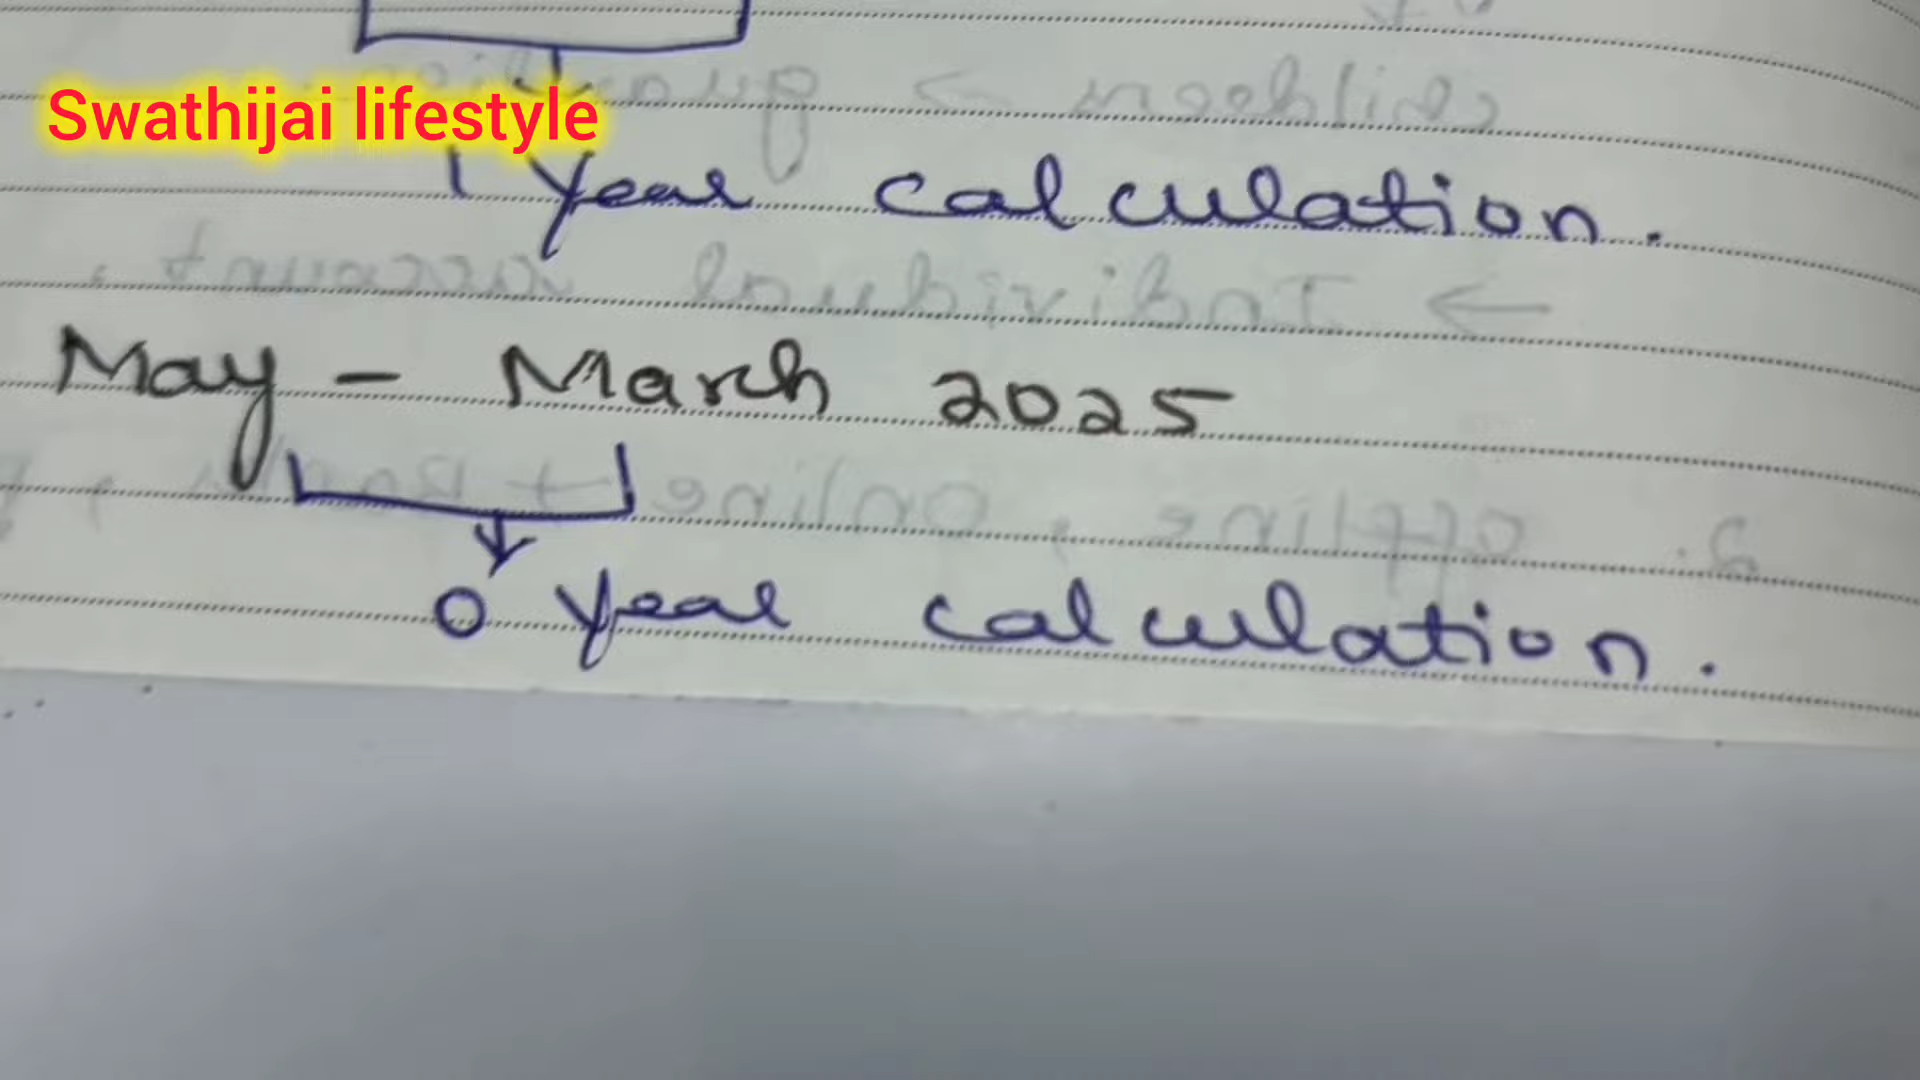 Swathijai lifestyle
1 Year calculation.
May - March 2025
0 Year calculation.